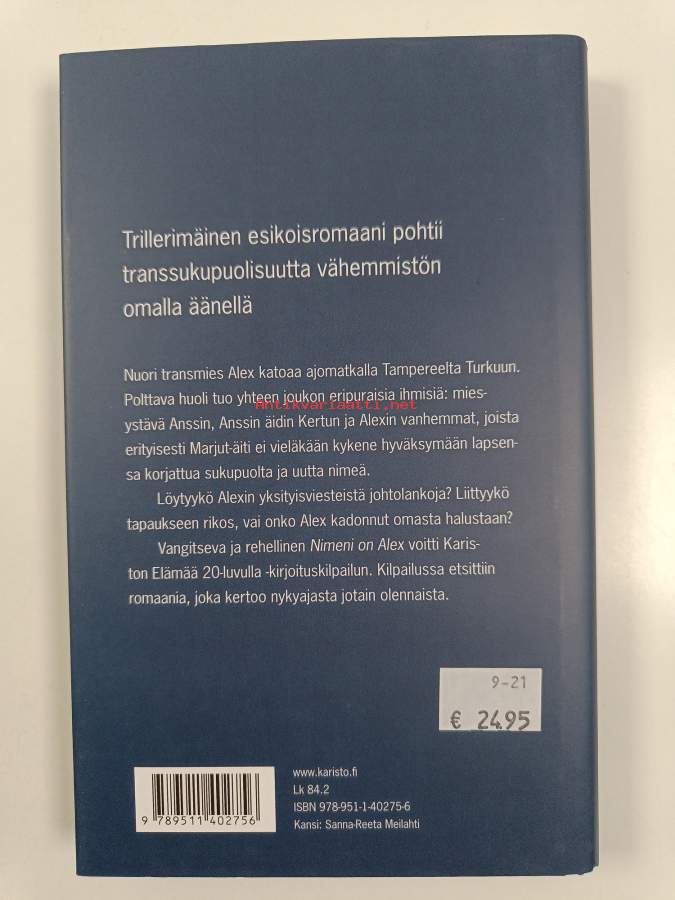 Trillerimäinen esikoisromaani pohtii
transsukupuolisuutta vähemmistön
omalla äänellä
Nuori transmies Alex katoaa ajomatkalla Tampereelta Turkuun.
Polttava huoli tuo yhteen joukon eripuraisia ihmisiä: mies-
ystävä Anssin, Anssin äidin Kertun ja Alexin vanhemmat, joista
Antikvariaatti.net
erityisesti Marjut-äiti ei vieläkään kykene hyväksymään lapsen-
sa korjattua sukupuolta ja uutta nimeä.
Löytyykö Alexin yksityisviesteistä johtolankoja? Liittyykö
tapaukseen rikos, vai onko Alex kadonnut omasta halustaan?
Vangitseva ja rehellinen Nimeni on Alex voitti Karis-
ton Elämää 20-luvulla -kirjoituskilpailun. Kilpailussa etsittiin
romaania, joka kertoo nykyajasta jotain olennaista.
9-21
€ 24.95
www.karisto.fi
Lk 84.2
ISBN 978-951-1-40275-6
Kansi: Sanna-Reeta Meilahti
9 789511 402756